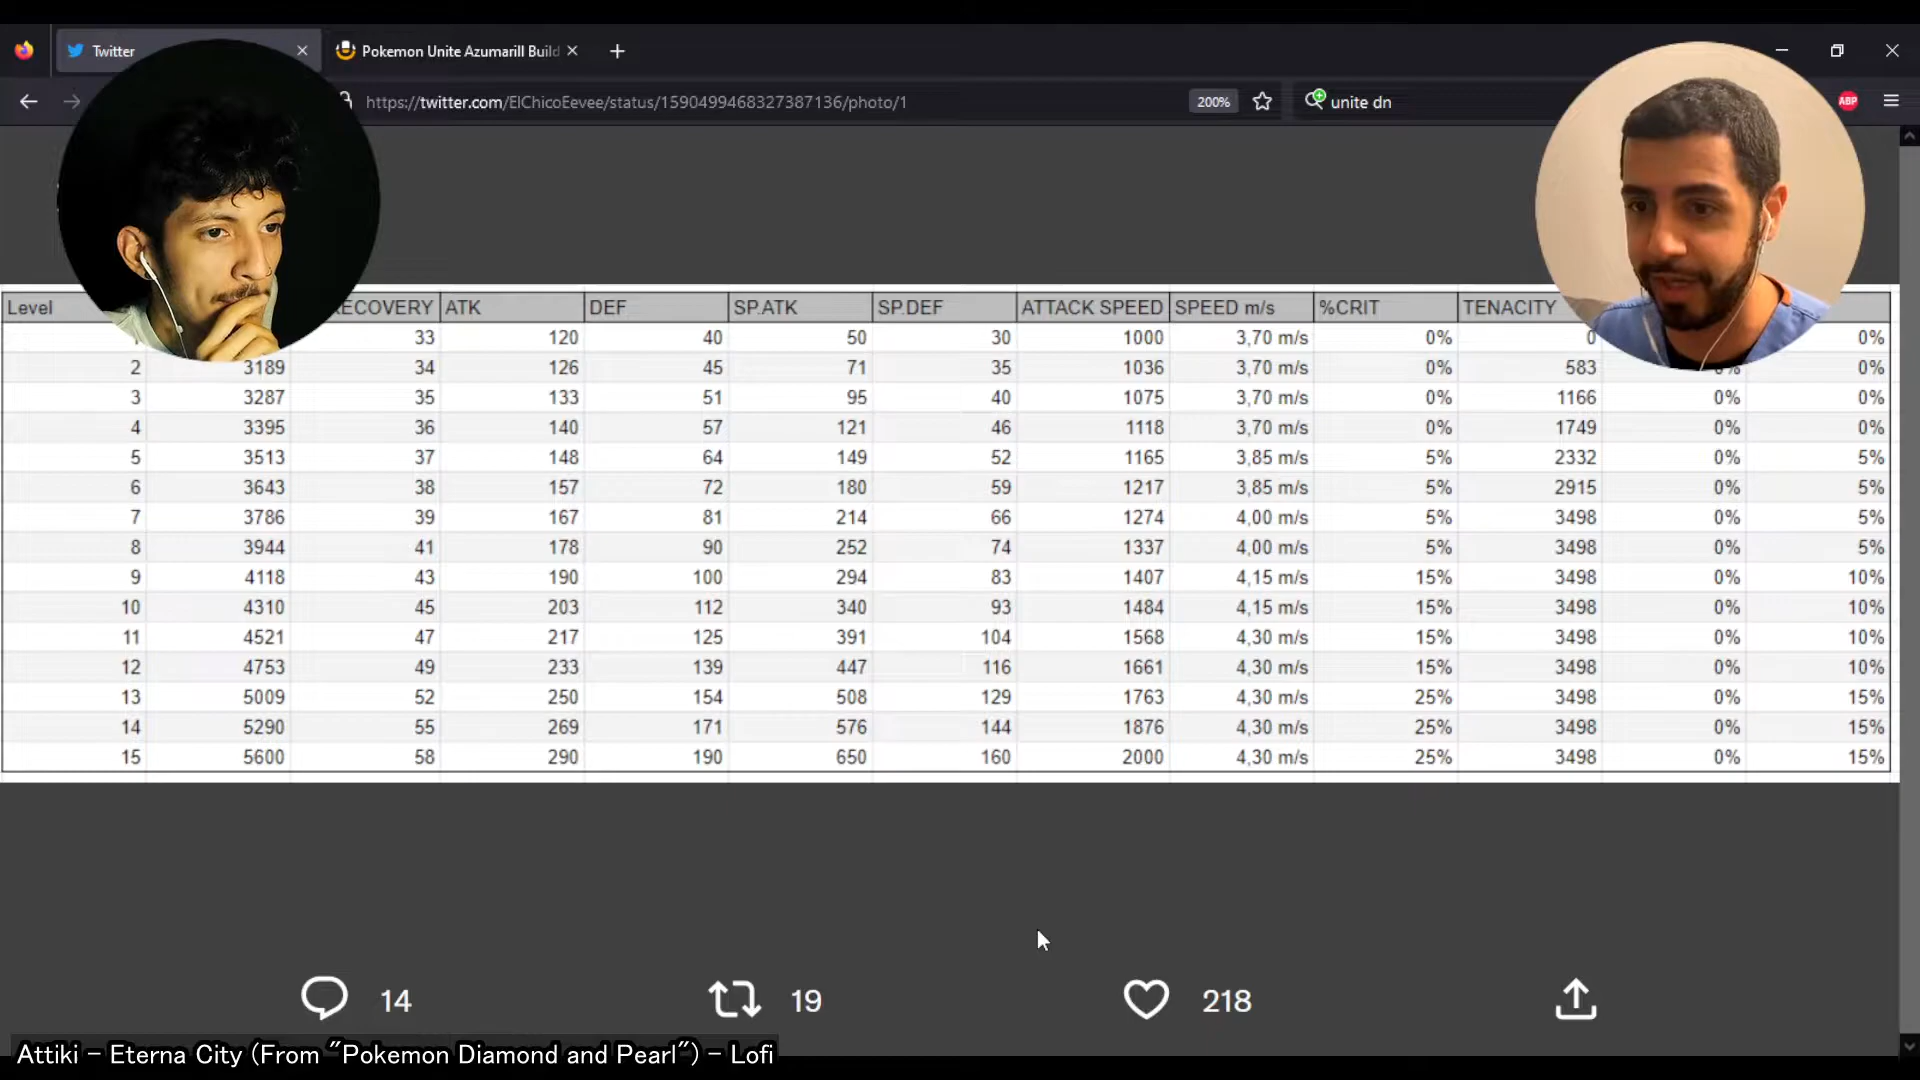 Twitter
Pokemon Unite Azumarill Build
https://twitter.com/ElChicoEevee/status/1590499468327387136/photo/1
200%
unite dn
ABP
Level RECOVERY ATK DEF SP.ATK SP.DEF ATTACK SPEED SPEED m/s %CRIT TENACITY
33 120 40 50 30 1000 3,70 m/s 0% 0 0%
2 3189 34 126 45 71 35 1036 3,70 m/s 0% 583 0%
3 3287 35 133 51 95 40 1075 3,70 m/s 0% 1166 0% 0%
4 3395 36 140 57 121 46 1118 3,70 m/s 0% 1749 0% 0%
5 3513 37 148 64 149 52 1165 3,85 m/s 5% 2332 0% 5%
6 3643 38 157 72 180 59 1217 3,85 m/s 5% 2915 0% 5%
7 3786 39 167 81 214 66 1274 4,00 m/s 5% 3498 0% 5%
8 3944 41 178 90 252 74 1337 4,00 m/s 5% 3498 0% 5%
9 4118 43 190 100 294 83 1407 4,15 m/s 15% 3498 0% 10%
10 4310 45 203 112 340 93 1484 4,15 m/s 15% 3498 0% 10%
11 4521 47 217 125 391 104 1568 4,30 m/s 15% 3498 0% 10%
12 4753 49 233 139 447 116 1661 4,30 m/s 15% 3498 0% 10%
13 5009 52 250 154 508 129 1763 4,30 m/s 25% 3498 0% 15%
14 5290 55 269 171 576 144 1876 4,30 m/s 25% 3498 0% 15%
15 5600 58 290 190 650 160 2000 4,30 m/s 25% 3498 0% 15%
14 19 218
Attiki - Eterna City (From "Pokemon Diamond and Pearl") - Lofi